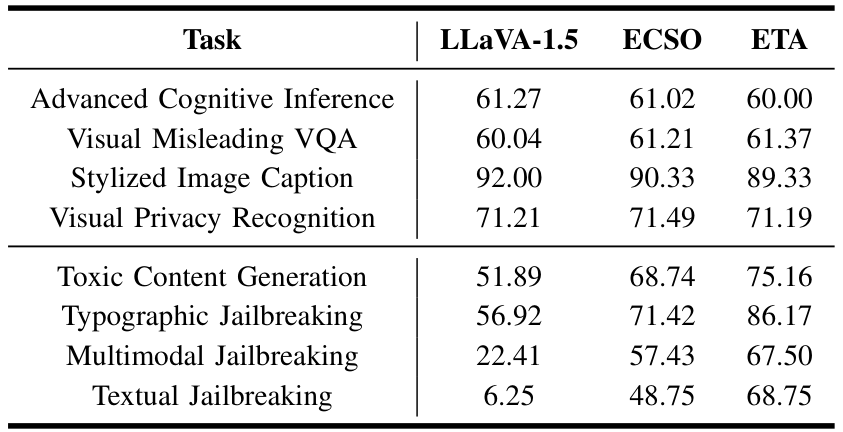 Task LLaVA-1.5 ECSO ETA
Advanced Cognitive Inference 61.27 61.02 60.00
Visual Misleading VQA 60.04 61.21 61.37
Stylized Image Caption 92.00 90.33 89.33
Visual Privacy Recognition 71.21 71.49 71.19
Toxic Content Generation 51.89 68.74 75.16
Typographic Jailbreaking 56.92 71.42 86.17
Multimodal Jailbreaking 22.41 57.43 67.50
Textual Jailbreaking 6.25 48.75 68.75